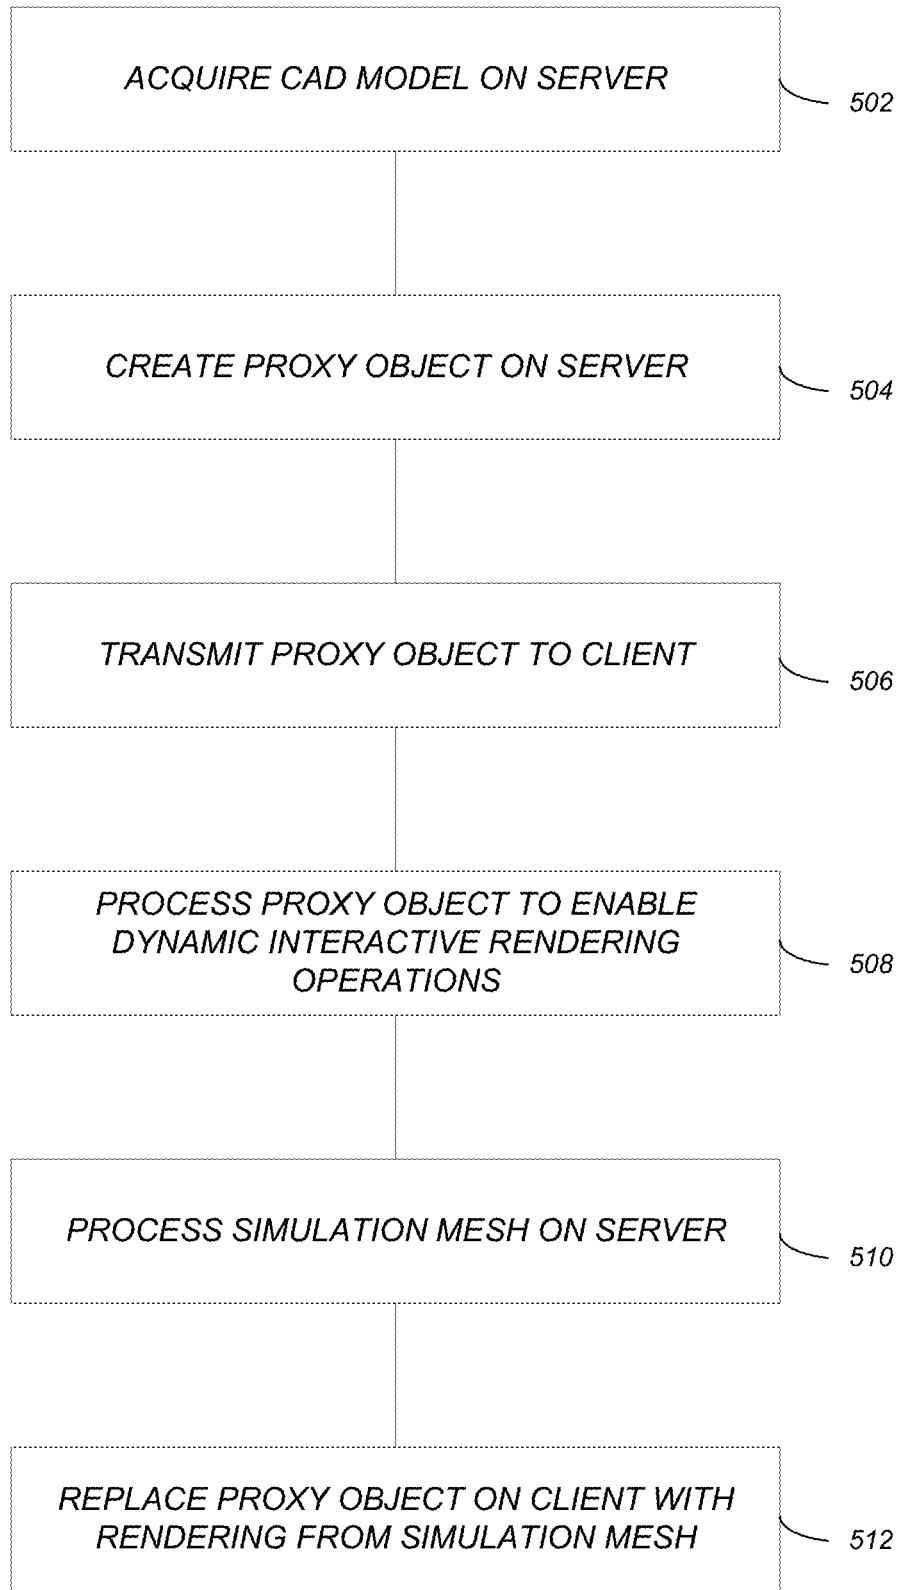 ACQUIRE CAD MODEL ON SERVER
502
CREATE PROXY OBJECT ON SERVER
504
TRANSMIT PROXY OBJECT TO CLIENT
506
PROCESS PROXY OBJECT TO ENABLE
DYNAMIC INTERACTIVE RENDERING
OPERATIONS
508
PROCESS SIMULATION MESH ON SERVER
510
REPLACE PROXY OBJECT ON CLIENT WITH
RENDERING FROM SIMULATION MESH
512